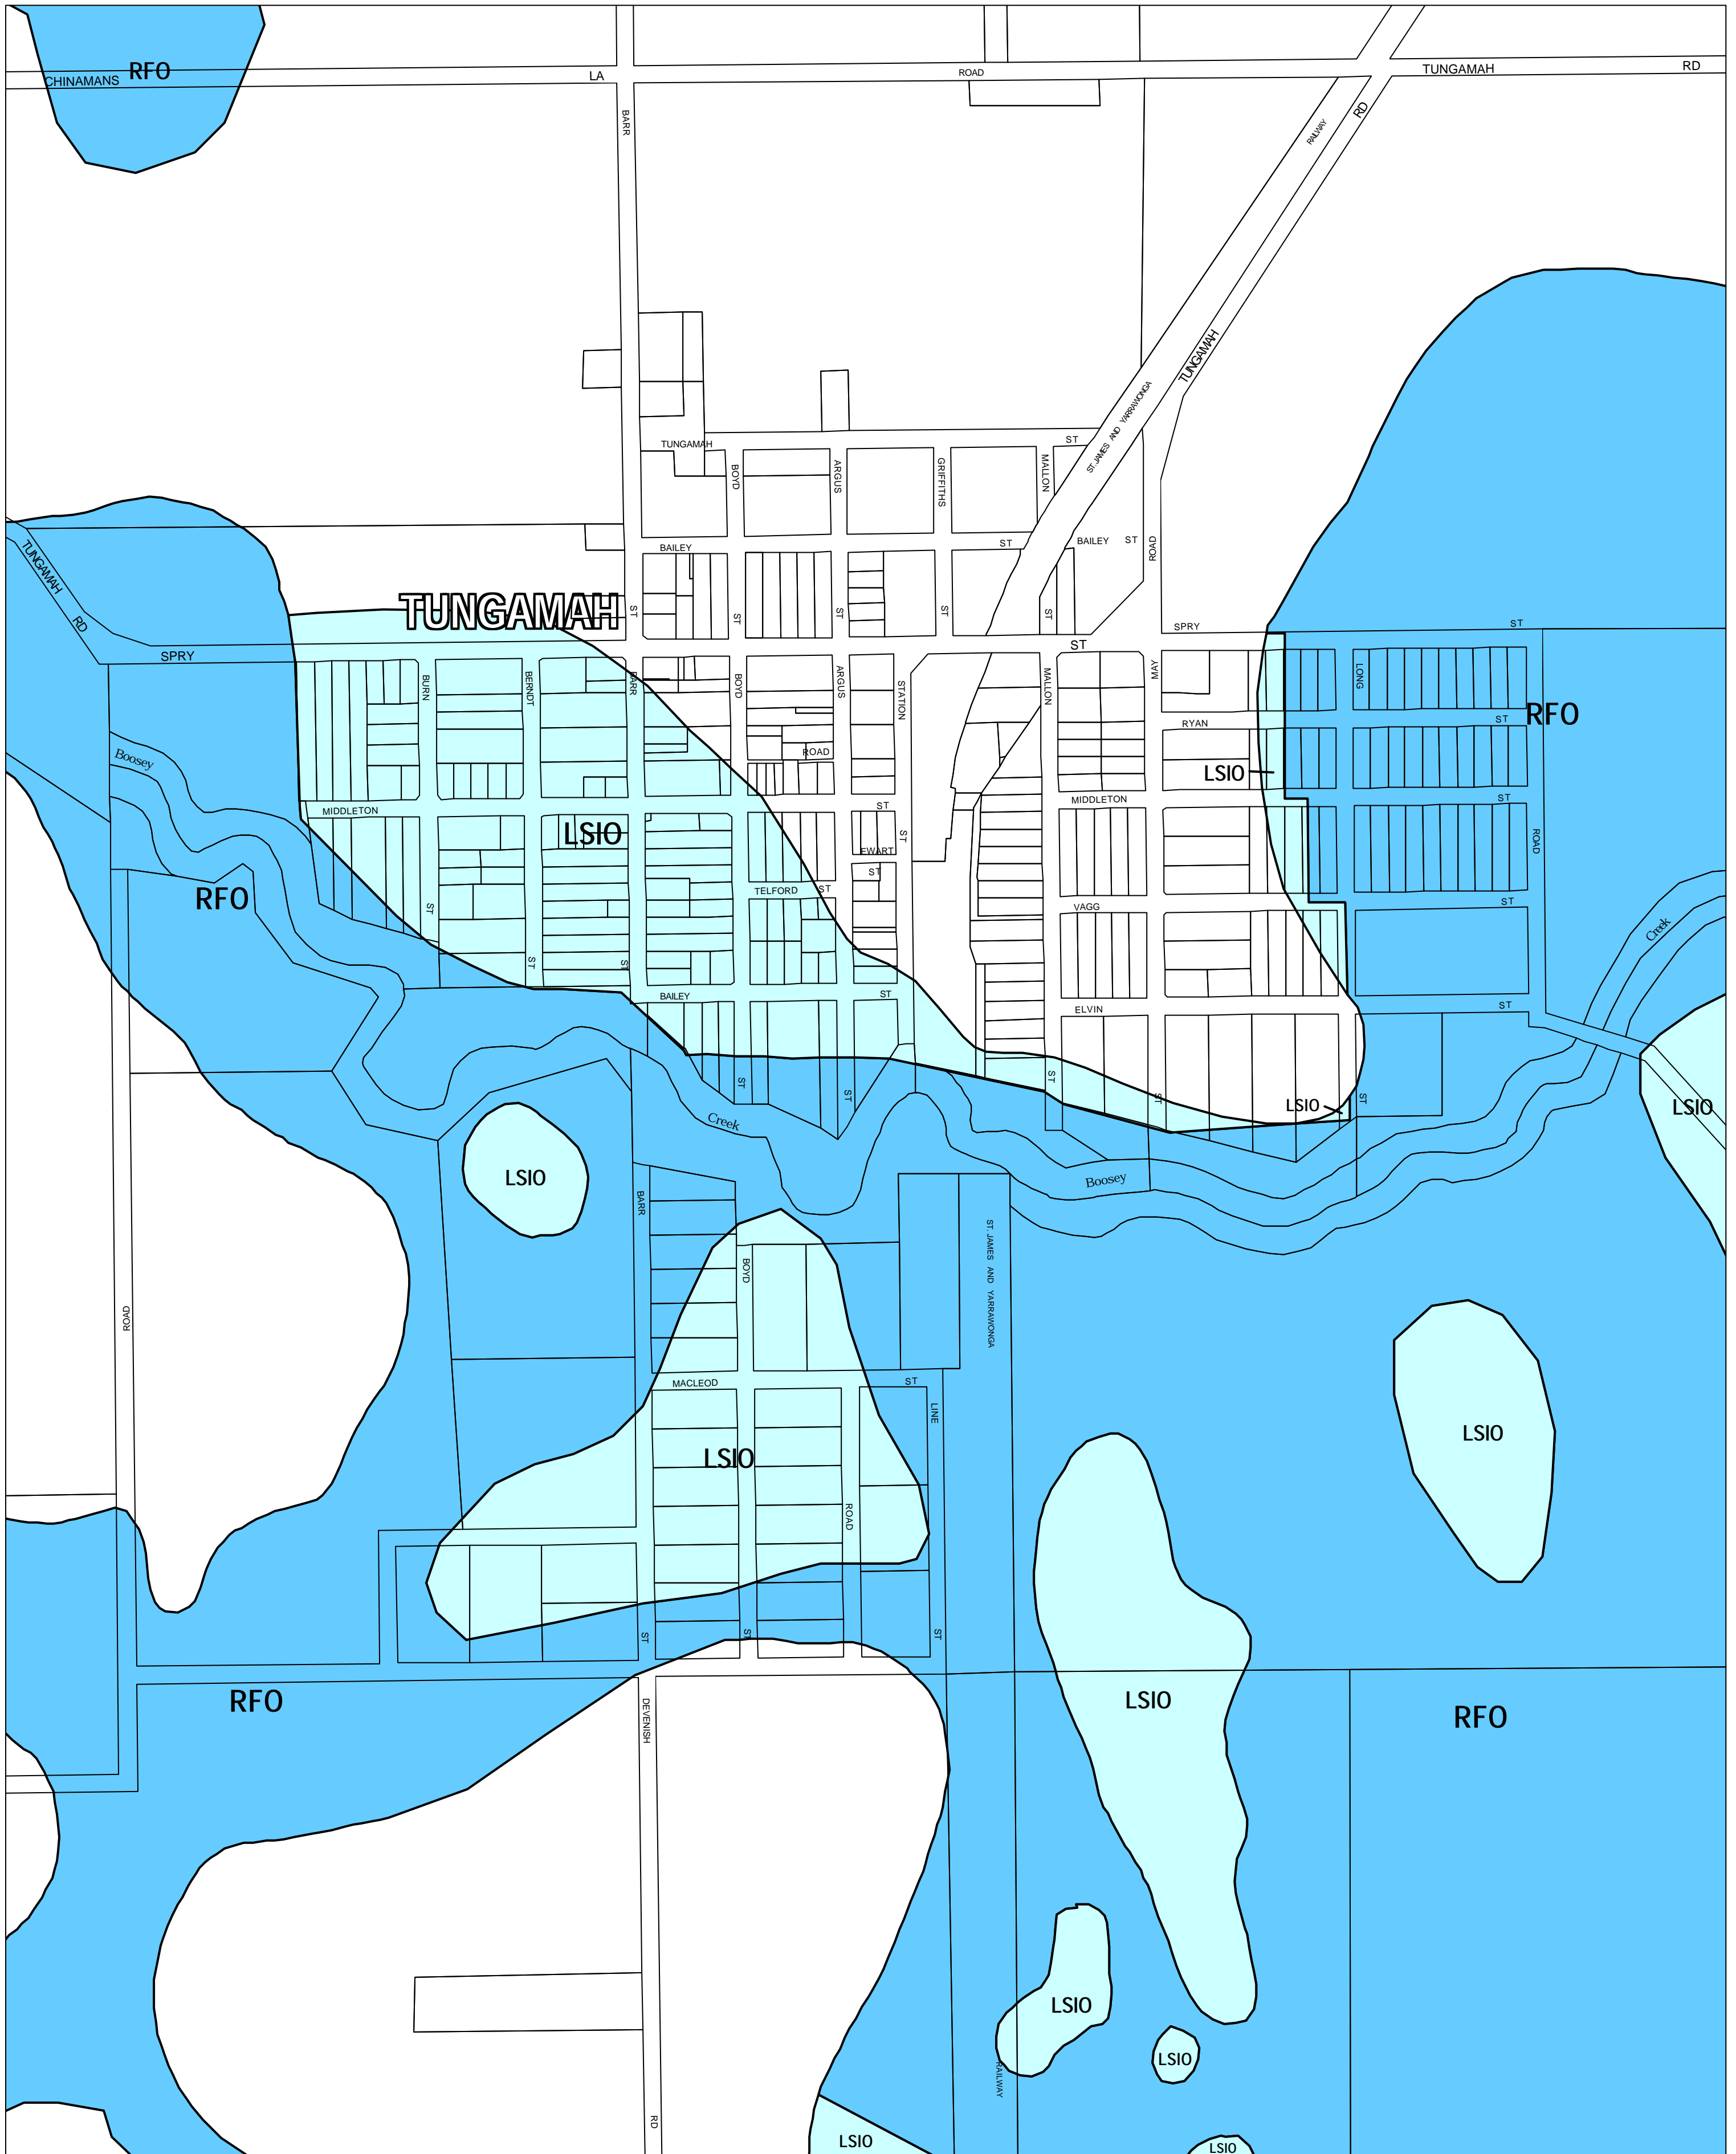 RFO
CHINAMANS
LA
ROAD
TUNGAMAH
RD
BARR
RAILWAY
RD
TUNGAMAH
ST. JAMES AND YARRAWONGA
TUNGAMAH
ST
BOYD
ARGUS
GRIFFITHS
MALLON
BAILEY
ST
BAILEY
ST
ROAD
TUNGAMAH
RD
TUNGAMAH
ST
ST
ST
ST
ST
SPRY
ST
SPRY
ST
BURN
BERNDT
BARR
BOYD
ARGUS
STATION
MALLON
MAY
LONG
RYAN
ST
RFO
ROAD
Boosey
LSIO
MIDDLETON
ST
MIDDLETON
ST
LSIO
ST
EWART
ST
ROAD
RFO
TELFORD
ST
ST
VAGG
ST
Creek
ST
ST
BAILEY
ST
ELVIN
ST
ST
ST
ST
ST
ST
LSIO
LSIO
Creek
LSIO
Boosey
BARR
BOYD
ST. JAMES AND YARRAWONGA
ROAD
MACLEOD
ST
LINE
LSIO
LSIO
ROAD
ST
ST
ST
RFO
DEVENISH
LSIO
RFO
LSIO
LSIO
RAILWAY
RD
LSIO
LSIO